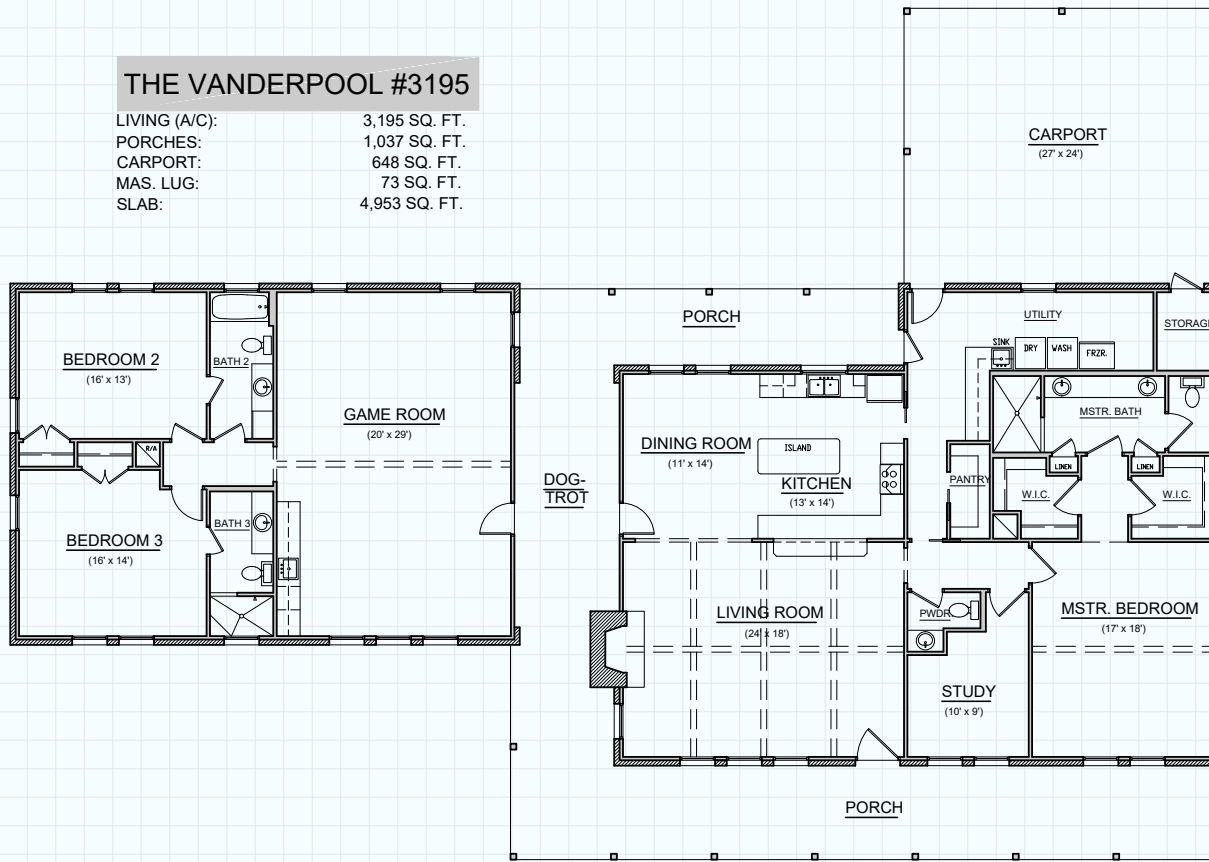 THE VANDERPOOL #3195
LIVING (A/C): 3,195 SQ. FT.
PORCHES: 1,037 SQ. FT.
CARPORT: 648 SQ. FT.
MAS. LUG: 73 SQ. FT.
SLAB: 4,953 SQ. FT.
CARPORT
(27' x 24')
PORCH
UTILITY
STORAGE
SINK
DRY
WASH
FRZR.
BEDROOM 2
(16' x 13')
BATH 2
GAME ROOM
(20' x 29')
R/A
DINING ROOM
(11' x 14')
ISLAND
KITCHEN
(13' x 14')
MSTR. BATH
LINEN
LINEN
PANTRY
W.I.C.
W.I.C.
DOG-
TROT
BEDROOM 3
(16' x 14')
BATH 3
LIVING ROOM
(24' x 18')
PWDR
MSTR. BEDROOM
(17' x 18')
STUDY
(10' x 9')
PORCH